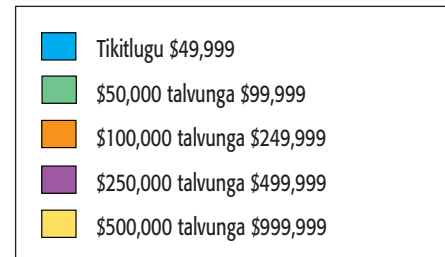 Tikitlugu $49,999
$50,000 talvunga $99,999
$100,000 talvunga $249,999
$250,000 talvunga $499,999
$500,000 talvunga $999,999